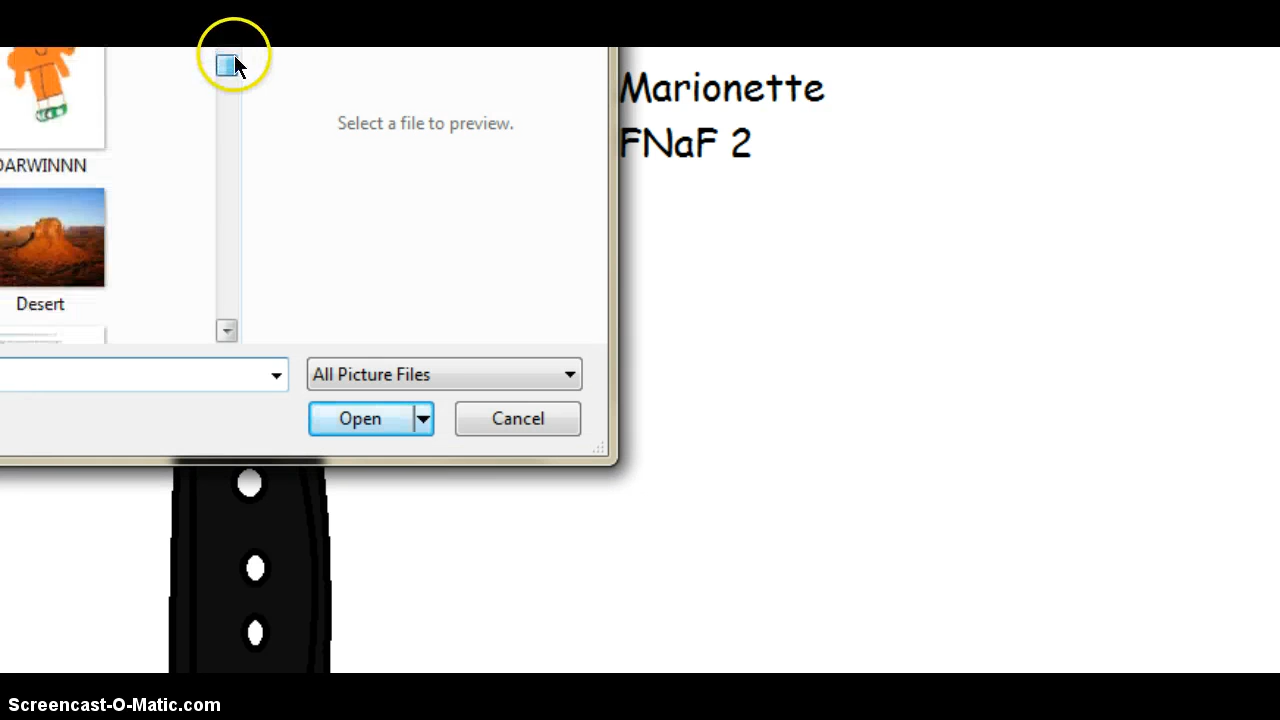 Marionette
FNaF 2
Select a file to preview.
DARWINNN
Desert
All Picture Files
Open
Cancel
Screencast-O-Matic.com